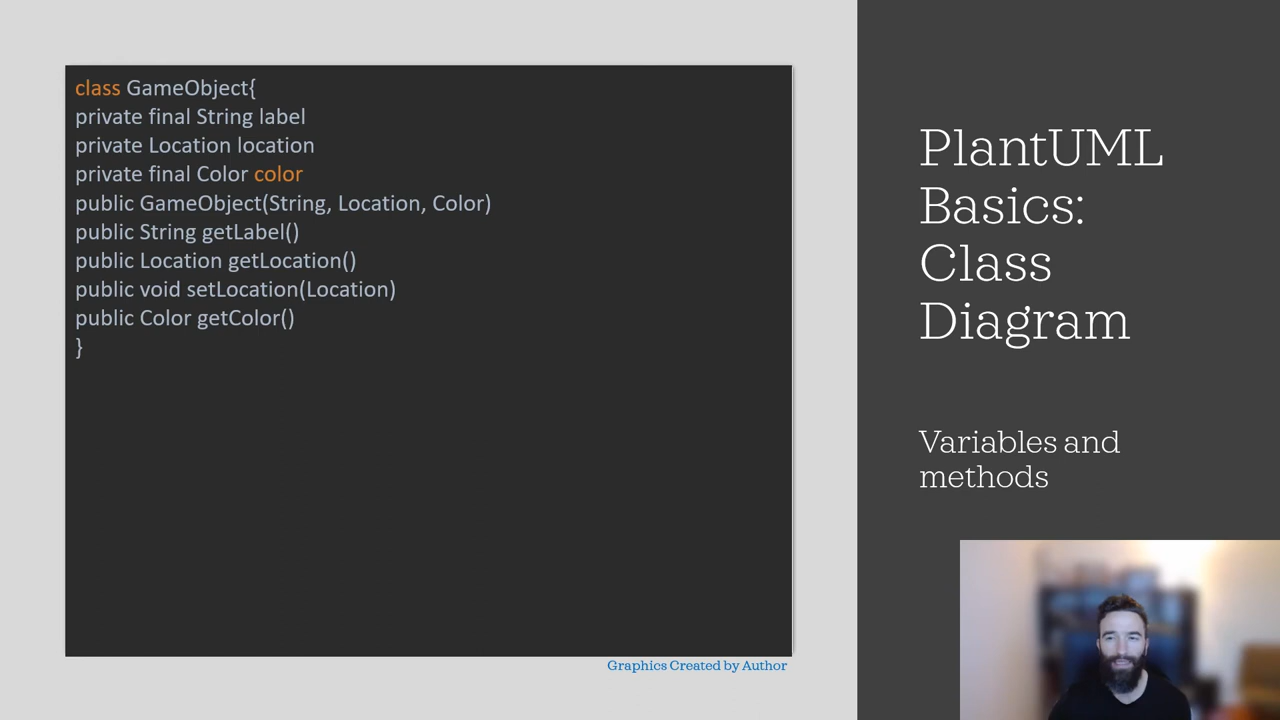 class GameObject{
private final String label
private Location location
private final Color color
public GameObject(String, Location, Color)
public String getLabel()
public Location getLocation()
public void setLocation(Location)
public Color getColor()
}
Graphics Created by Author
PlantUML
Basics:
Class
Diagram
Variables and
methods